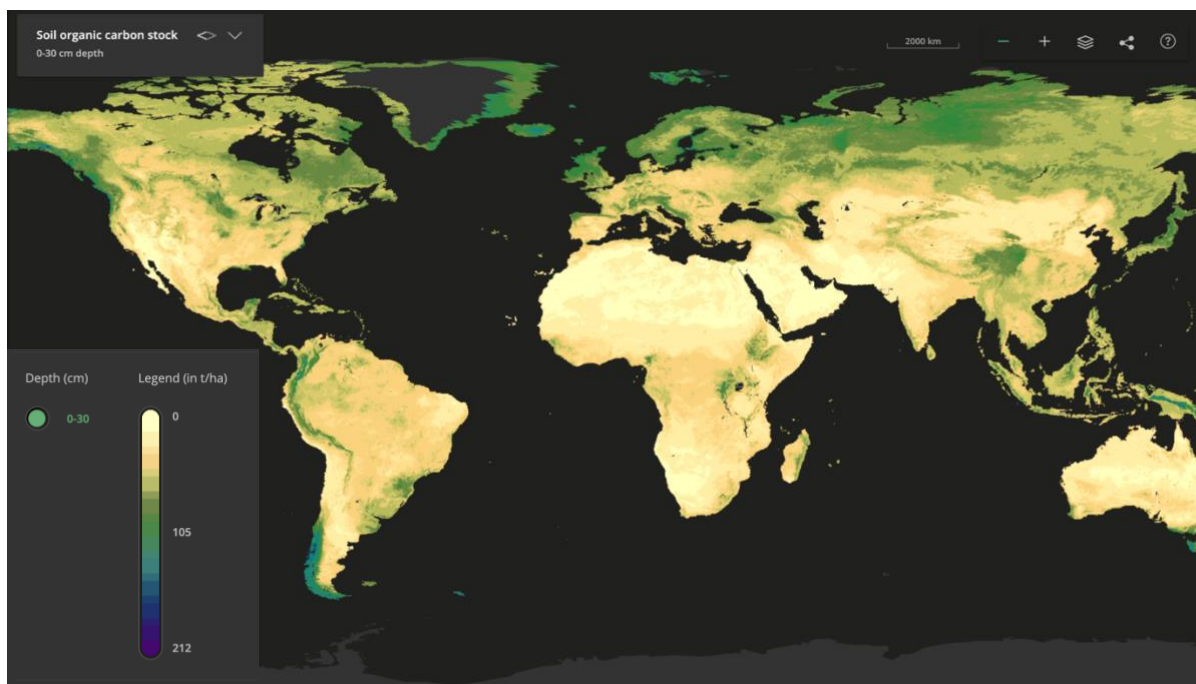 Soil organic carbon stock
0-30 cm depth
2000 km
Depth (cm)
Legend (in t/ha)
0-30
0
105
212